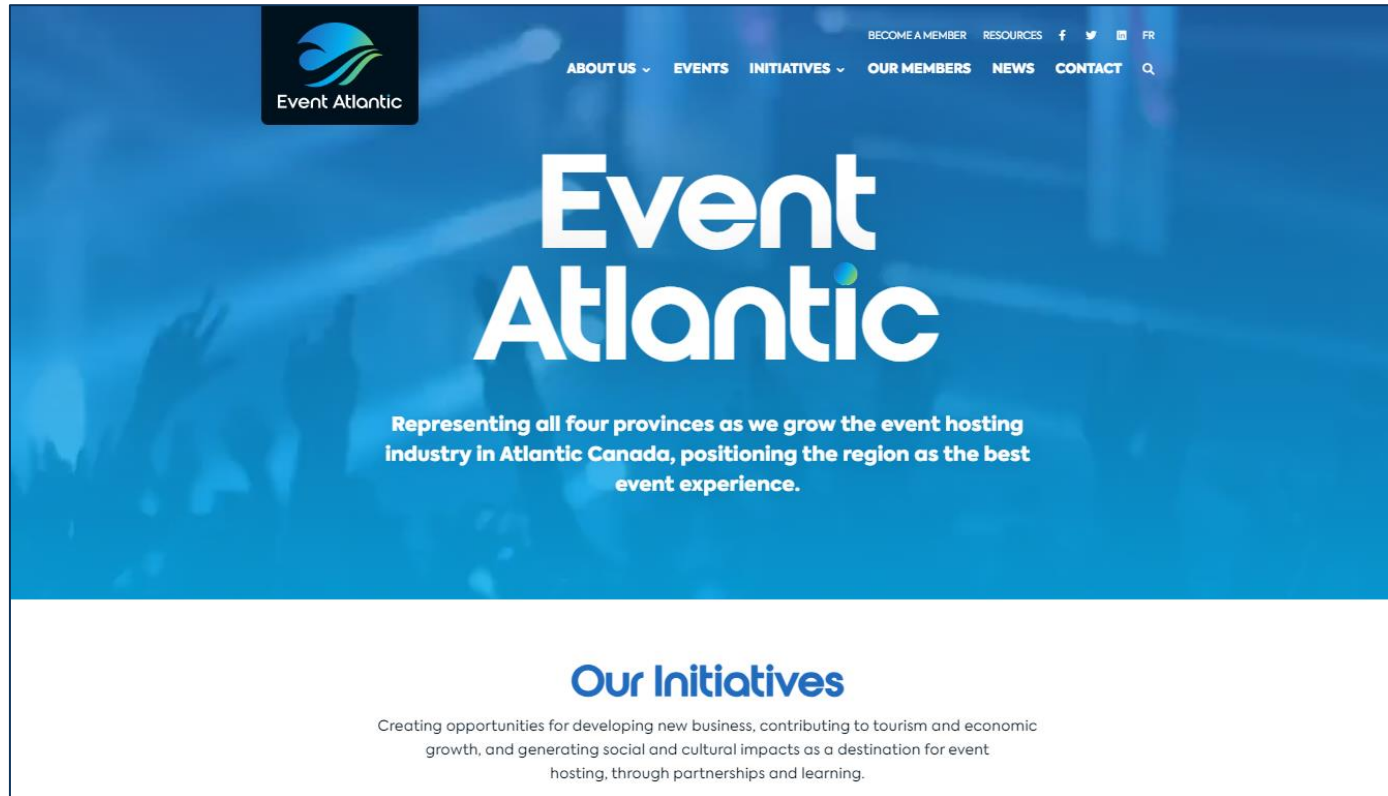 BECOME A MEMBER RESOURCES FR
ABOUT US EVENTS INITIATIVES OUR MEMBERS NEWS CONTACT
Event Atlantic
Event
Atlantic
Representing all four provinces as we grow the event hosting
industry in Atlantic Canada, positioning the region as the best
event experience.
Our Initiatives
Creating opportunities for developing new business, contributing to tourism and economic
growth, and generating social and cultural impacts as a destination for event
hosting, through partnerships and learning.